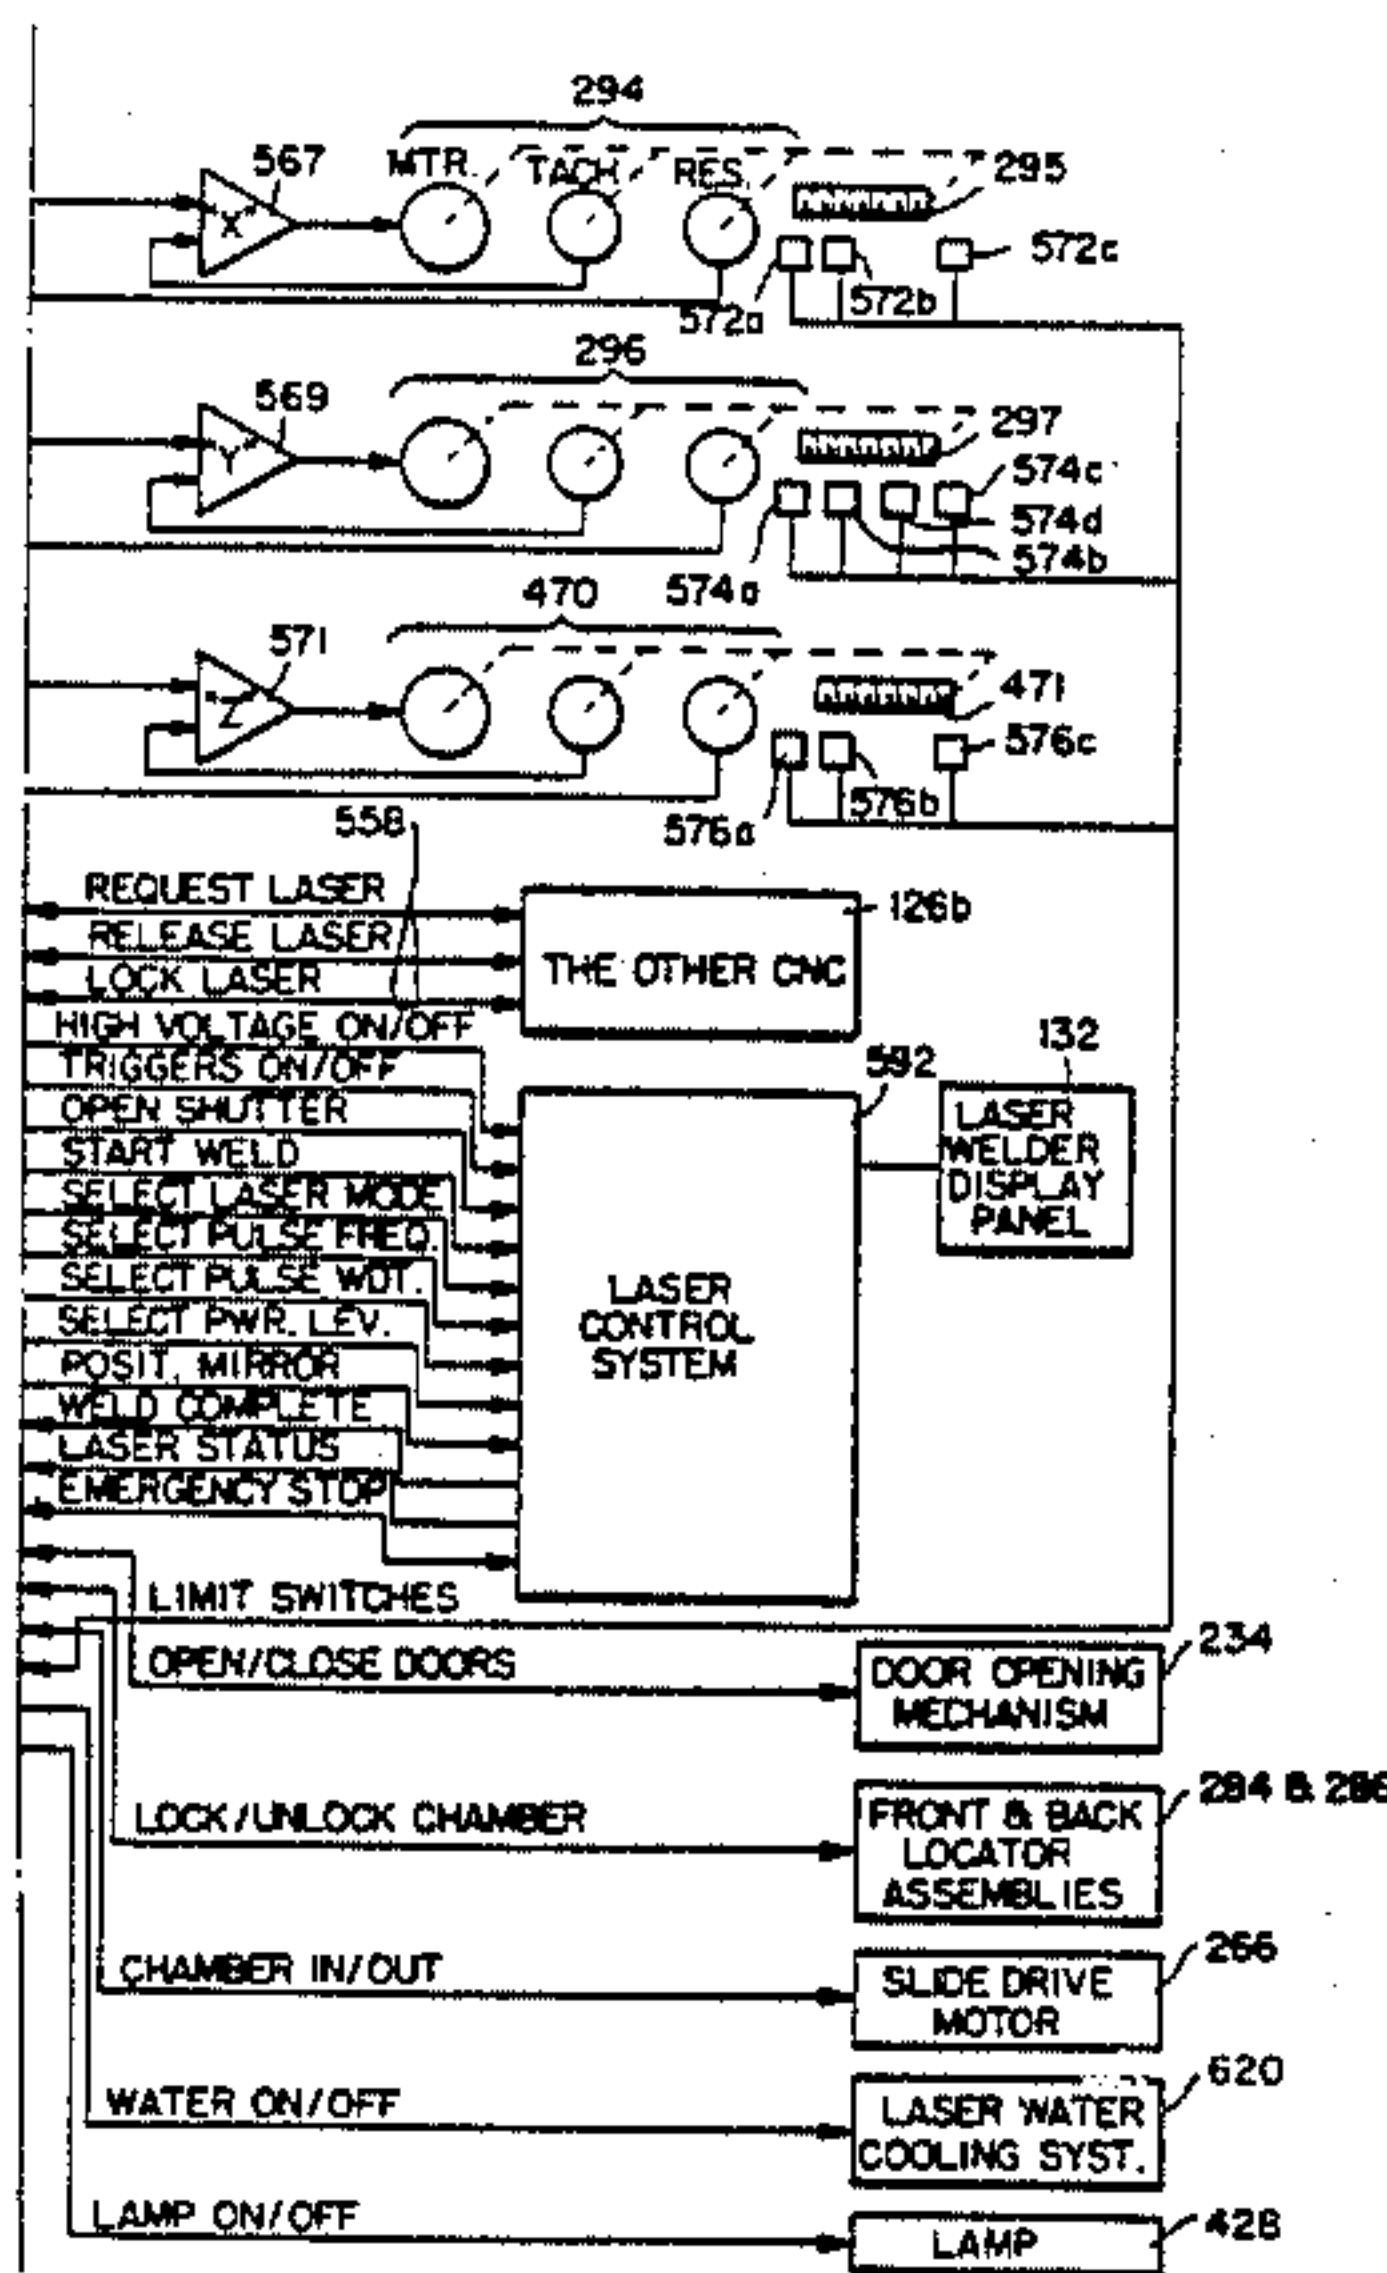 294
567
MTR.
TACH.
RES.
295
X
572a
572b
572c
296
569
297
Y
574c
574d
574b
574a
470
571
471
Z
576c
576b
576a
558
REQUEST LASER
126b
RELEASE LASER
THE OTHER CNC
LOCK LASER
HIGH VOLTAGE ON/OFF
TRIGGERS ON/OFF
592
132
OPEN SHUTTER
LASER
WELDER
DISPLAY
PANEL
START WELD
SELECT LASER MODE
SELECT PULSE FREQ.
SELECT PULSE WDT.
LASER
CONTROL
SYSTEM
SELECT PWR. LEV.
POSIT. MIRROR
WELD COMPLETE
LASER STATUS
EMERGENCY STOP
LIMIT SWITCHES
234
OPEN/CLOSE DOORS
DOOR OPENING
MECHANISM
284 & 286
LOCK/UNLOCK CHAMBER
FRONT & BACK
LOCATOR
ASSEMBLIES
266
CHAMBER IN/OUT
SLIDE DRIVE
MOTOR
620
WATER ON/OFF
LASER WATER
COOLING SYST.
LAMP ON/OFF
428
LAMP